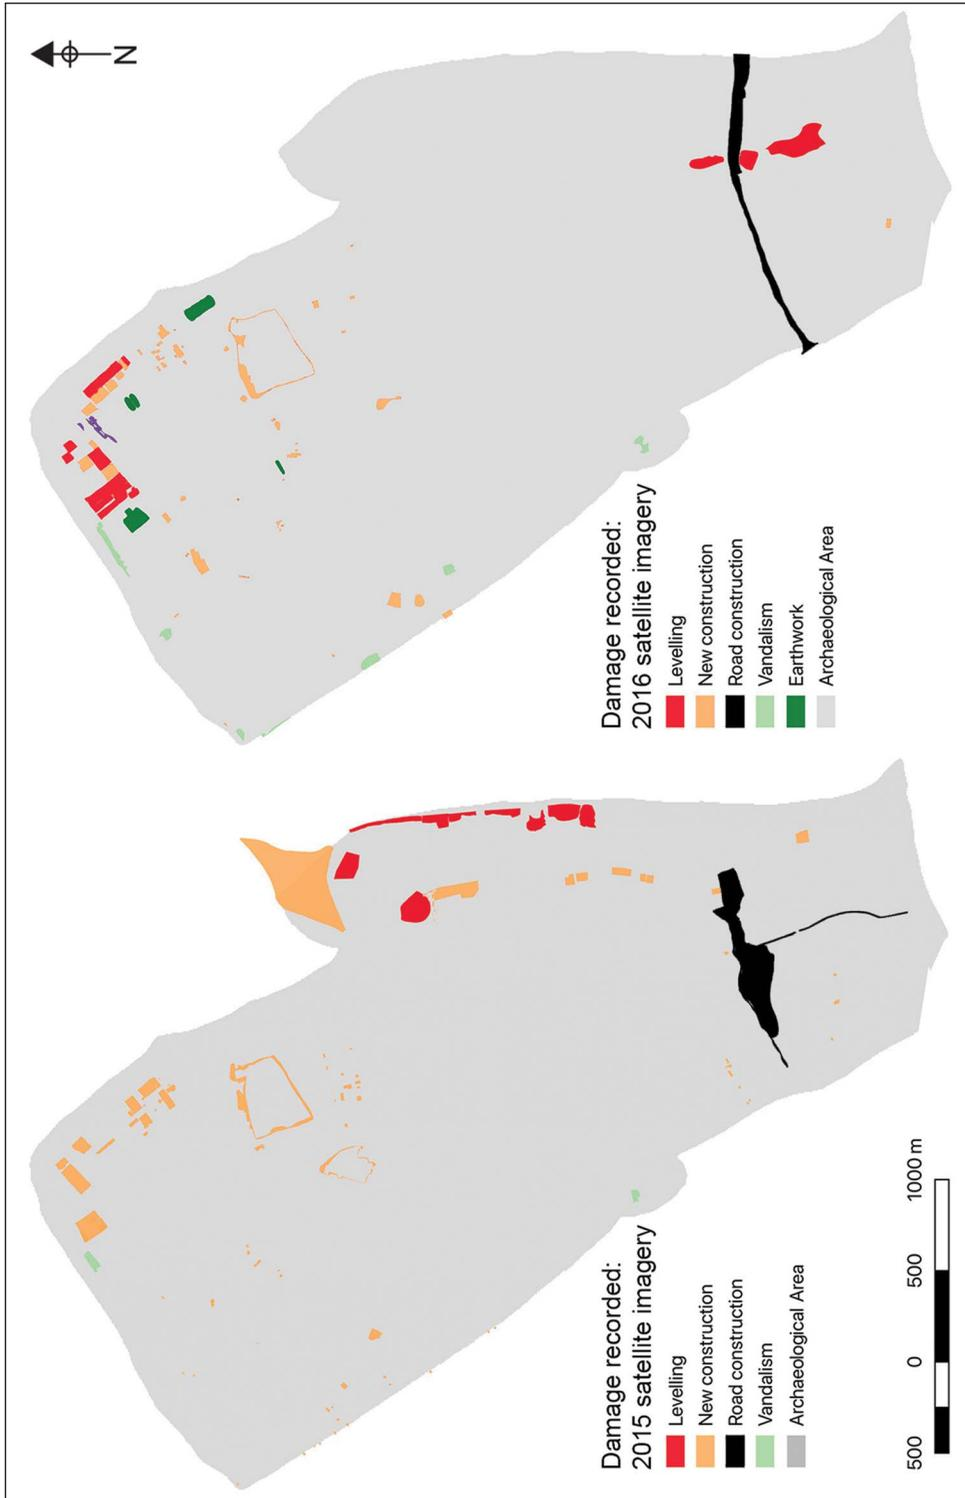 N
Damage recorded:
2015 satellite imagery
Levelling
New construction
Road construction
Vandalism
Archaeological Area
500
0
500
1000 m
Damage recorded:
2016 satellite imagery
Levelling
New construction
Road construction
Vandalism
Earthwork
Archaeological Area